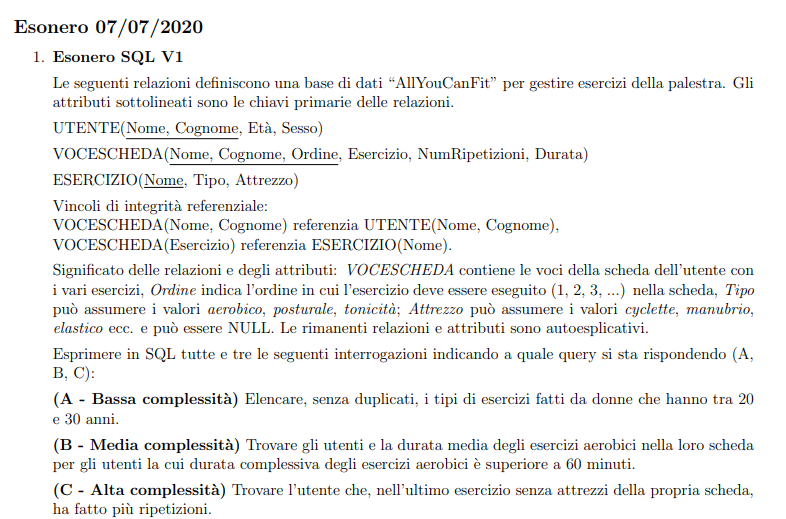 Esonero 07/07/2020
1. Esonero SQL V1
Le seguenti relazioni definiscono una base di dati “AllYouCanFit” per gestire esercizi della palestra. Gli
attributi sottolineati sono le chiavi primarie delle relazioni.
UTENTE(Nome, Cognome, Età, Sesso)
VOCESCHEDA(Nome, Cognome, Ordine, Esercizio, NumRipetizioni, Durata)
ESERCIZIO(Nome, Tipo, Attrezzo)
Vincoli di integrità referenziale:
VOCESCHEDA(Nome, Cognome) referenzia UTENTE(Nome, Cognome),
VOCESCHEDA(Esercizio) referenzia ESERCIZIO(Nome).
Significato delle relazioni e degli attributi: VOCESCHEDA contiene le voci della scheda dell’utente con
i vari esercizi, Ordine indica l’ordine in cui l’esercizio deve essere eseguito (1, 2, 3, ...) nella scheda, Tipo
può assumere i valori aerobico, posturale, tonicità; Attrezzo può assumere i valori cyclette, manubrio,
elastico ecc. e può essere NULL. Le rimanenti relazioni e attributi sono autoesplicativi.
Esprimere in SQL tutte e tre le seguenti interrogazioni indicando a quale query si sta rispondendo (A,
B, C):
(A - Bassa complessità) Elencare, senza duplicati, i tipi di esercizi fatti da donne che hanno tra 20
e 30 anni.
(B - Media complessità) Trovare gli utenti e la durata media degli esercizi aerobici nella loro scheda
per gli utenti la cui durata complessiva degli esercizi aerobici è superiore a 60 minuti.
(C - Alta complessità) Trovare l’utente che, nell’ultimo esercizio senza attrezzi della propria scheda,
ha fatto più ripetizioni.